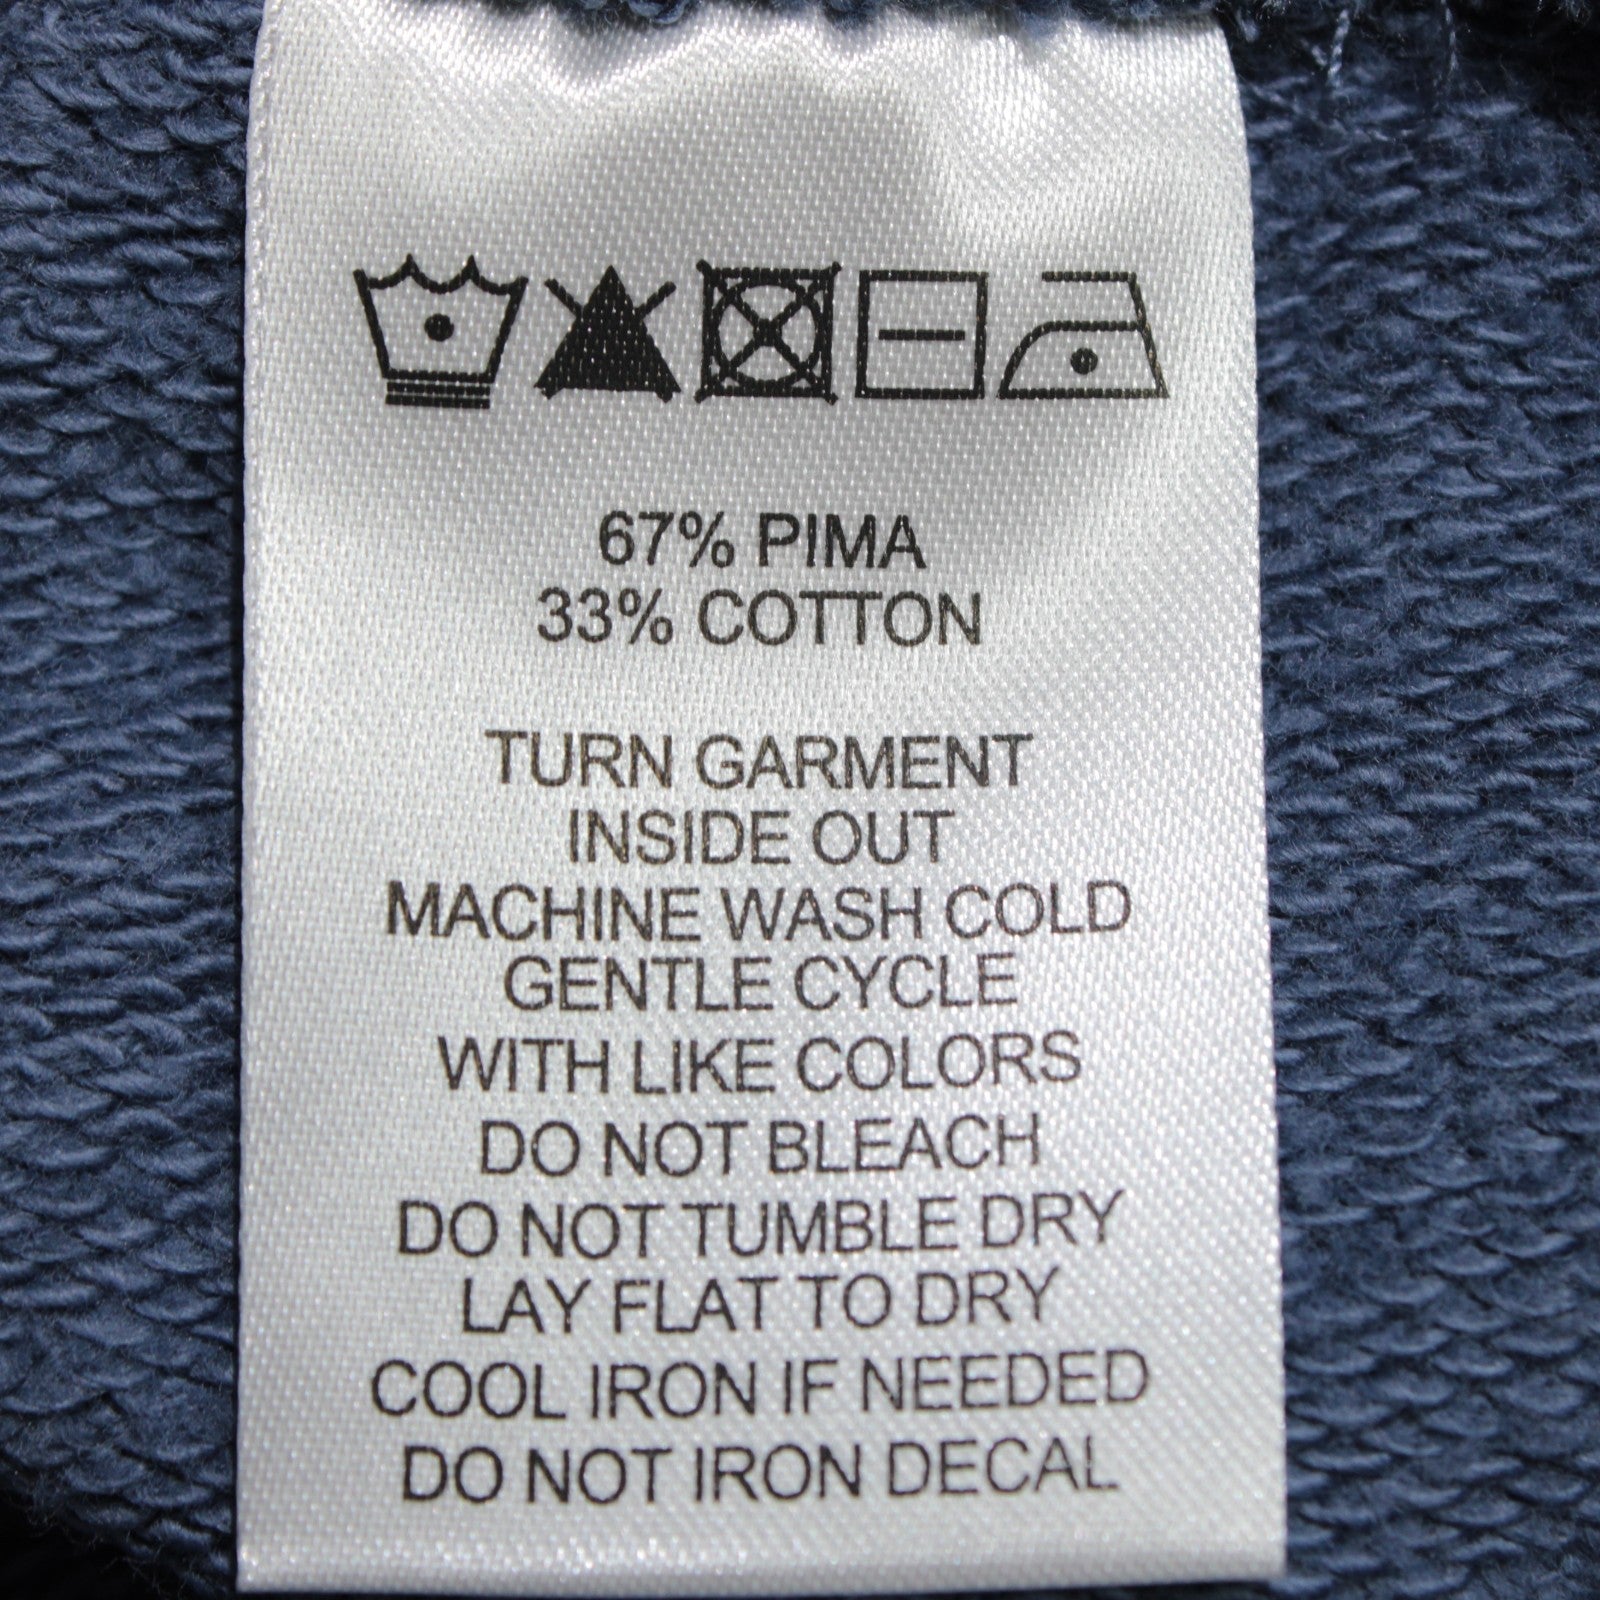 67% PIMA
33% COTTON
TURN GARMENT
INSIDE OUT
MACHINE WASH COLD
GENTLE CYCLE
WITH LIKE COLORS
DO NOT BLEACH
DO NOT TUMBLE DRY
LAY FLAT TO DRY
COOL IRON IF NEEDED
DO NOT IRON DECAL